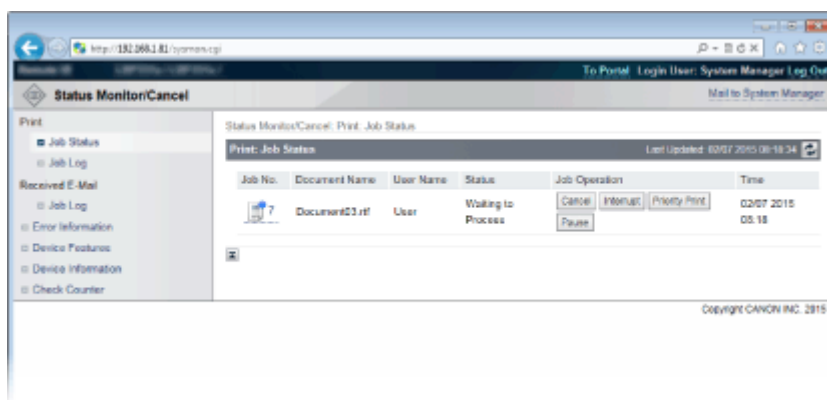 http://192.168.1.81/sysmon.cgi
To Portal Login User: System Manager Log Out
Status Monitor/Cancel
Mail to System Manager
Print
Job Status
Job Log
Received E-Mail
Job Log
Error Information
Device Features
Device Information
Check Counter
Status Monitor/Cancel: Print: Job Status
Print: Job Status
Last Updated: 02/07 2015 08:18:34
Job No. Document Name User Name Status Job Operation Time
7 Document03.rtf User Waiting to Process Cancel Interrupt Priority Print Pause 02/07 2015 08:18
Copyright CANON INC. 2015